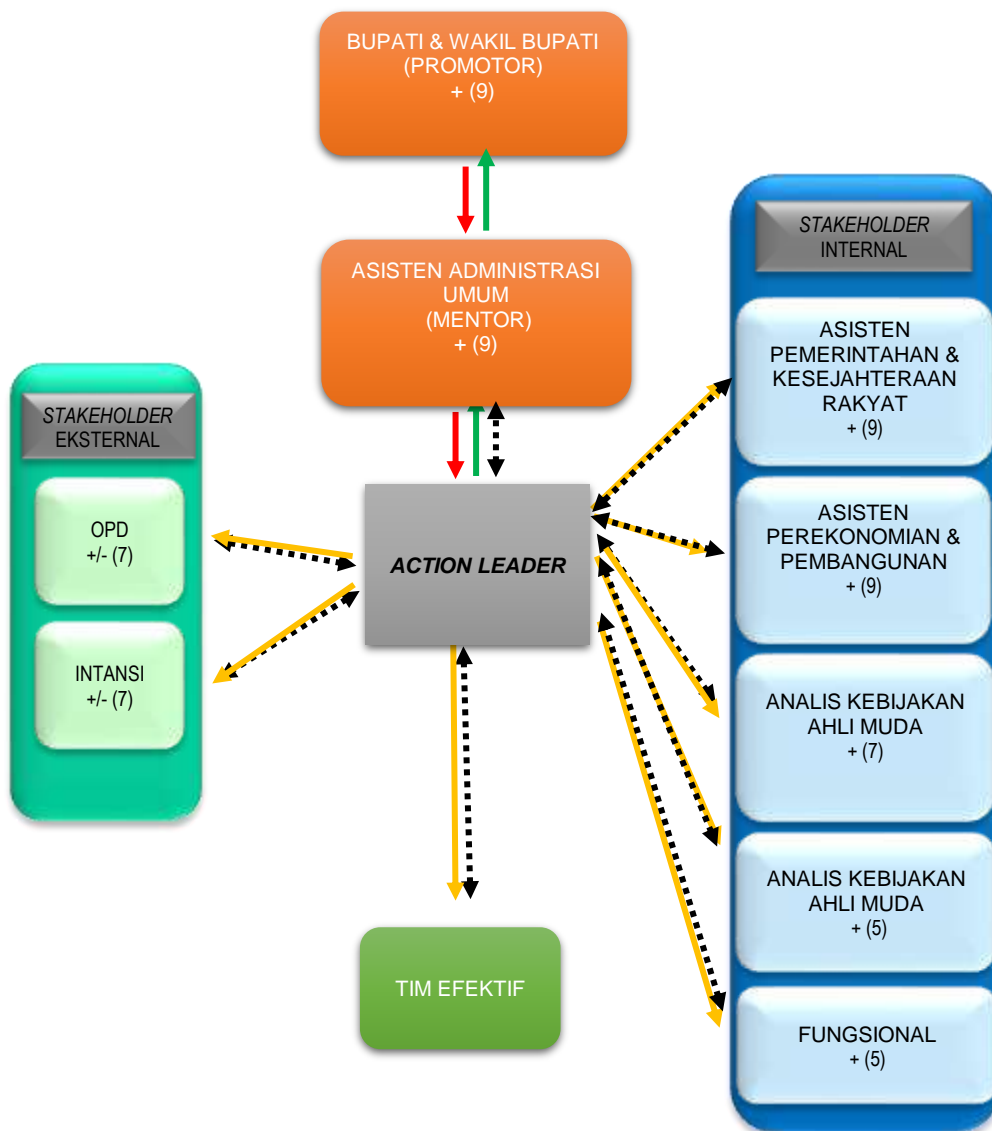 BUPATI & WAKIL BUPATI
(PROMOTOR)
+ (9)
ASISTEN ADMINISTRASI
UMUM
(MENTOR)
+ (9)
STAKEHOLDER
EKSTERNAL
OPD
+/- (7)
INTANSI
+/- (7)
ACTION LEADER
TIM EFEKTIF
STAKEHOLDER
INTERNAL
ASISTEN
PEMERINTAHAN &
KESEJAHTERAAN
RAKYAT
+ (9)
ASISTEN
PEREKONOMIAN &
PEMBANGUNAN
+ (9)
ANALIS KEBIJAKAN
AHLI MUDA
+ (7)
ANALIS KEBIJAKAN
AHLI MUDA
+ (5)
FUNGSIONAL
+ (5)